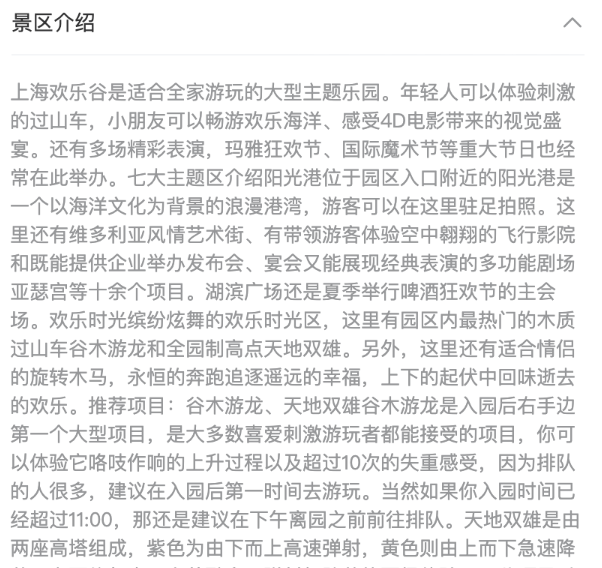 景区介绍
上海欢乐谷是适合全家游玩的大型主题乐园。年轻人可以体验刺激
的过山车，小朋友可以畅游欢乐海洋、感受4D电影带来的视觉盛
宴。还有多场精彩表演，玛雅狂欢节、国际魔术节等重大节日也经
常在此举办。七大主题区介绍阳光港位于园区入口附近的阳光港是
一个以海洋文化为背景的浪漫港湾，游客可以在这里驻足拍照。这
里还有维多利亚风情艺术街、有带领游客体验空中翱翔的飞行影院
和既能提供企业举办发布会、宴会又能展现经典表演的多功能剧场
亚瑟宫等十余个项目。湖滨广场还是夏季举行啤酒狂欢节的主会
场。欢乐时光缤纷炫舞的欢乐时光区，这里有园区内最热门的木质
过山车谷木游龙和全园制高点天地双雄。另外，这里还有适合情侣
的旋转木马，永恒的奔跑追逐遥远的幸福，上下的起伏中回味逝去
的欢乐。推荐项目：谷木游龙、天地双雄谷木游龙是入园后右手边
第一个大型项目，是大多数喜爱刺激游玩者都能接受的项目，你可
以体验它咯吱作响的上升过程以及超过10次的失重感受，因为排队
的人很多，建议在入园后第一时间去游玩。当然如果你入园时间已
经超过11:00，那还是建议在下午离园之前前往排队。天地双雄是由
两座高塔组成，紫色为由下而上高速弹射，黄色则由上而下急速降